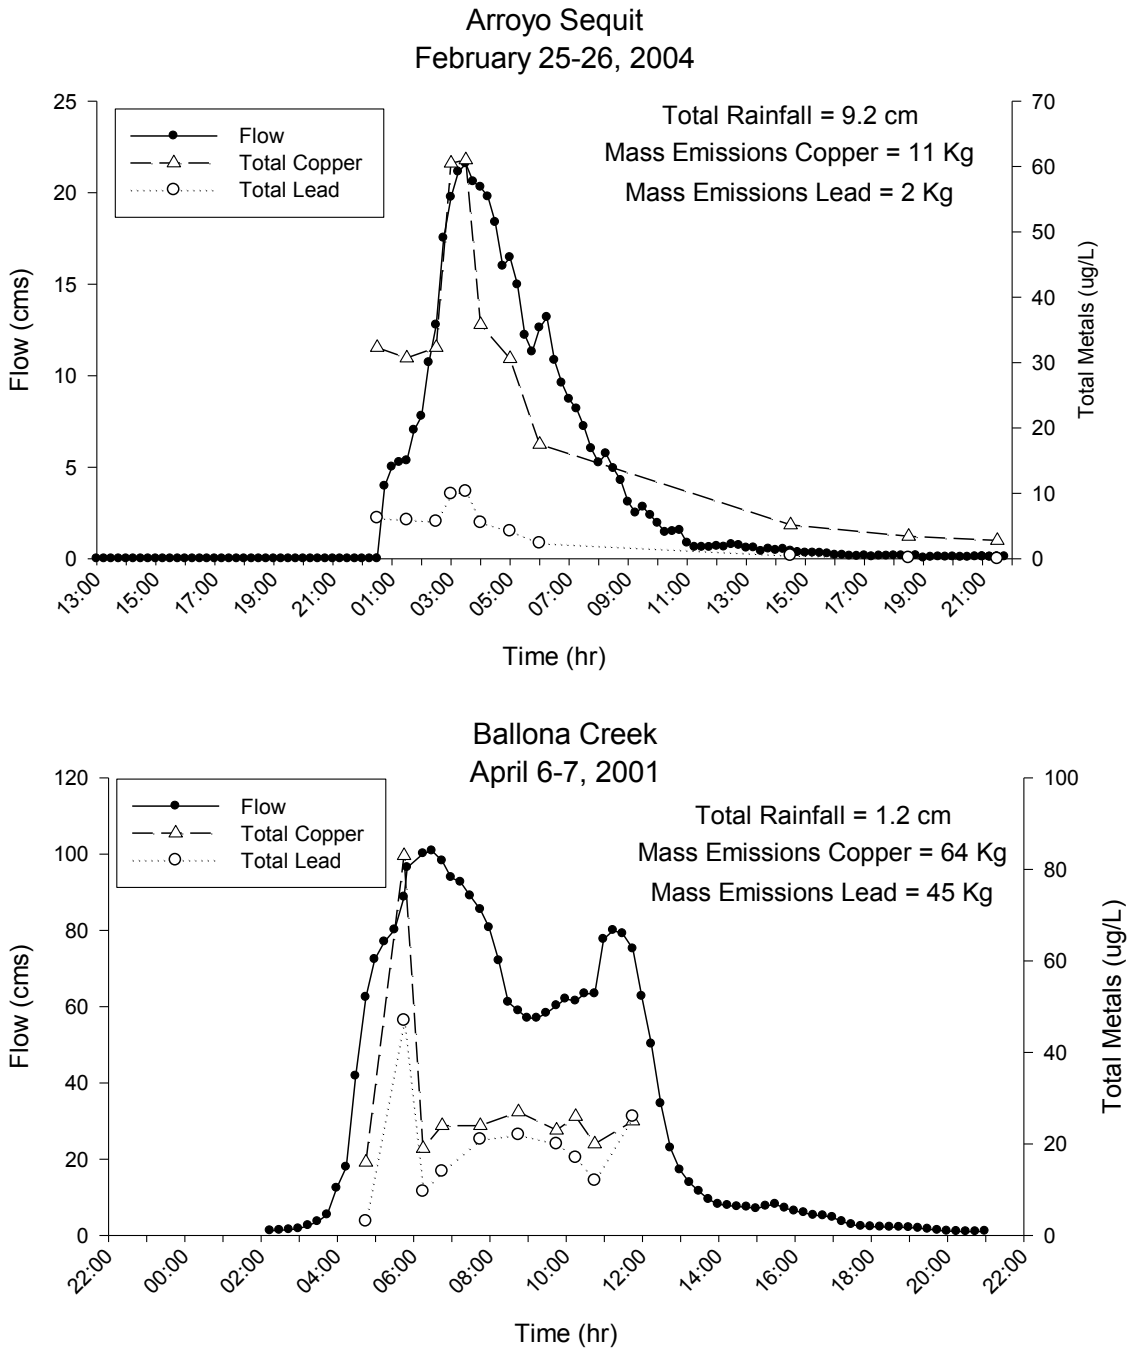 Arroyo Sequit
February 25-26, 2004
25
20
15
10
5
0
Flow (cms)
Flow
Total Copper
Total Lead
Total Rainfall = 9.2 cm
Mass Emissions Copper = 11 Kg
Mass Emissions Lead = 2 Kg
70
60
50
40
30
20
10
0
Total Metals (ug/L)
13:00 15:00 17:00 19:00 21:00 01:00 03:00 05:00 07:00 09:00 11:00 13:00 15:00 17:00 19:00 21:00
Time (hr)
Ballona Creek
April 6-7, 2001
120
100
80
60
40
20
0
Flow (cms)
Flow
Total Copper
Total Lead
Total Rainfall = 1.2 cm
Mass Emissions Copper = 64 Kg
Mass Emissions Lead = 45 Kg
100
80
60
40
20
0
Total Metals (ug/L)
22:00 00:00 02:00 04:00 06:00 08:00 10:00 12:00 14:00 16:00 18:00 20:00 22:00
Time (hr)